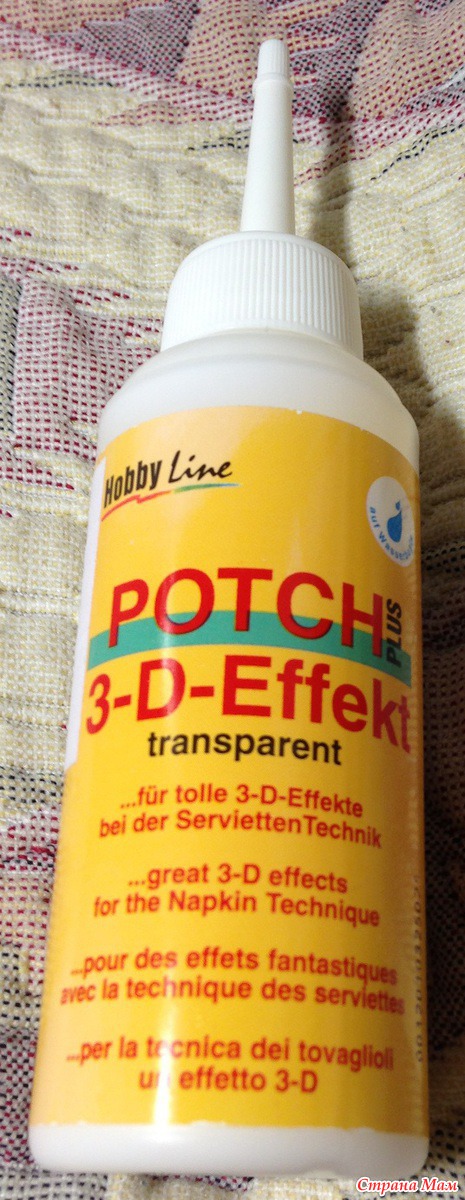 Hobby Line
auf
POTCH PLUS
3-D-Effekt
transparent
...für tolle 3-D-Effekte
bei der ServiettenTechnik
...great 3-D effects
for the Napkin Technique
...pour des effets fantastiques
avec la technique des serviettes
...per la tecnica dei tovaglioli
un effetto 3-D
Страна Мам